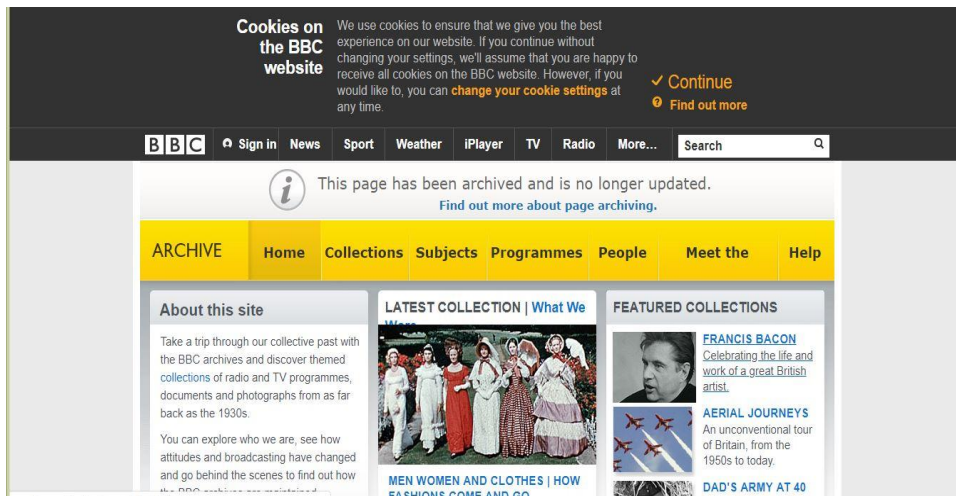 Cookies on
the BBC
website
We use cookies to ensure that we give you the best
experience on our website. If you continue without
changing your settings, we'll assume that you are happy to
receive all cookies on the BBC website. However, if you
would like to, you can change your cookie settings at
any time.
Continue
Find out more
BBC Sign in News Sport Weather iPlayer TV Radio More... Search
This page has been archived and is no longer updated.
Find out more about page archiving.
ARCHIVE Home Collections Subjects Programmes People Meet the Help
About this site
Take a trip through our collective past with
the BBC archives and discover themed
collections of radio and TV programmes,
documents and photographs from as far
back as the 1930s.
You can explore who we are, see how
attitudes and broadcasting have changed
and go behind the scenes to find out how
the BBC archives are maintained
LATEST COLLECTION | What We
Wore
MEN WOMEN AND CLOTHES | HOW
FASHIONS COME AND GO
FEATURED COLLECTIONS
FRANCIS BACON
Celebrating the life and
work of a great British
artist.
AERIAL JOURNEYS
An unconventional tour
of Britain, from the
1950s to today.
DAD'S ARMY AT 40